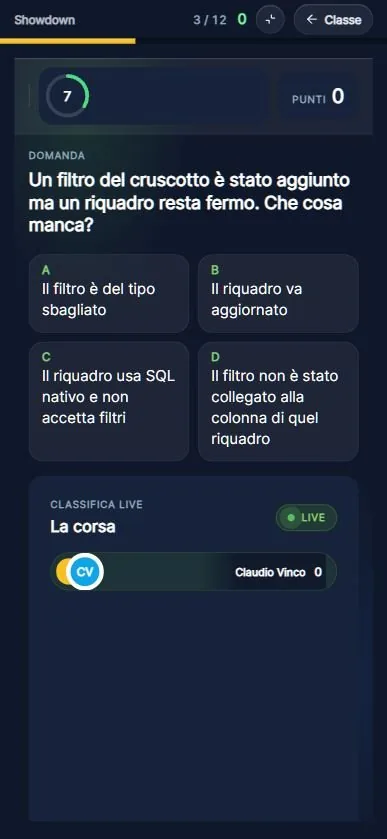 Showdown
3 / 12 0
Classe
7
PUNTI 0
DOMANDA
Un filtro del cruscotto è stato aggiunto
ma un riquadro resta fermo. Che cosa
manca?
A
Il filtro è del tipo
sbagliato
B
Il riquadro va
aggiornato
C
Il riquadro usa SQL
nativo e non
accetta filtri
D
Il filtro non è stato
collegato alla
colonna di quel
riquadro
CLASSIFICA LIVE
La corsa
LIVE
CV
Claudio Vinco 0